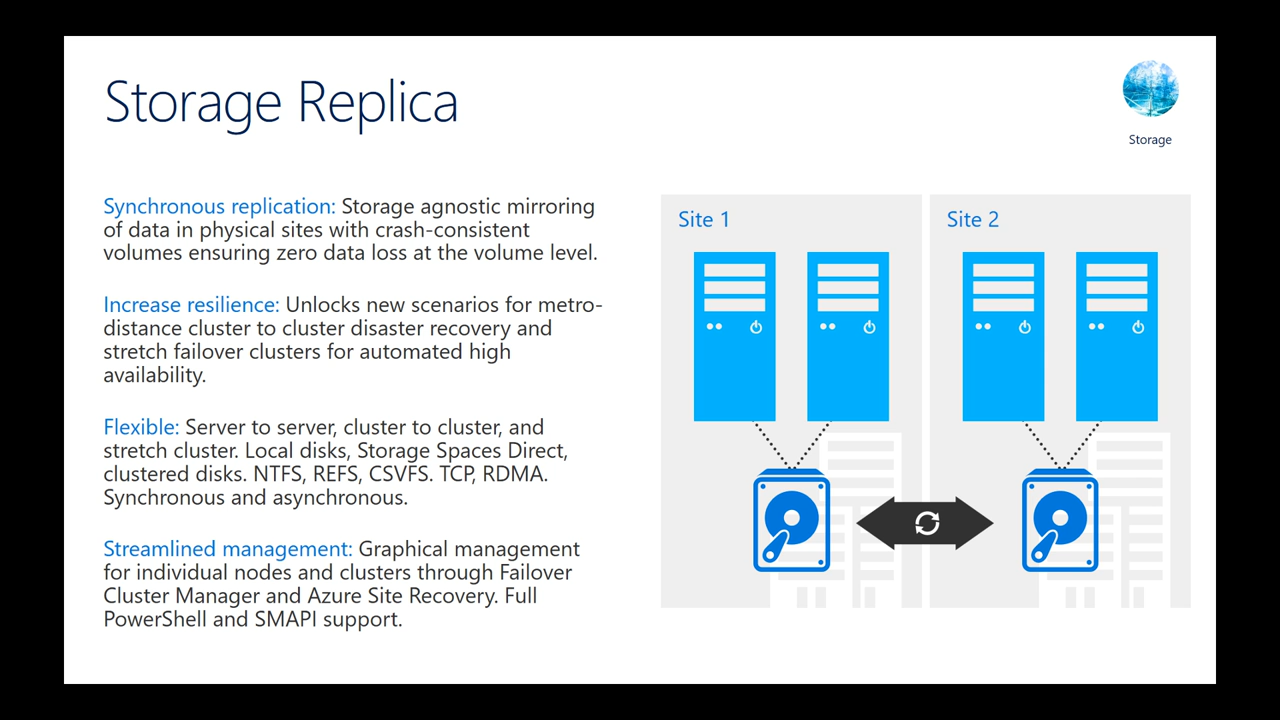 Storage Replica
Storage
Synchronous replication: Storage agnostic mirroring
of data in physical sites with crash-consistent
volumes ensuring zero data loss at the volume level.
Increase resilience: Unlocks new scenarios for metro-
distance cluster to cluster disaster recovery and
stretch failover clusters for automated high
availability.
Flexible: Server to server, cluster to cluster, and
stretch cluster. Local disks, Storage Spaces Direct,
clustered disks. NTFS, REFS, CSVFS. TCP, RDMA.
Synchronous and asynchronous.
Streamlined management: Graphical management
for individual nodes and clusters through Failover
Cluster Manager and Azure Site Recovery. Full
PowerShell and SMAPI support.
Site 1
Site 2